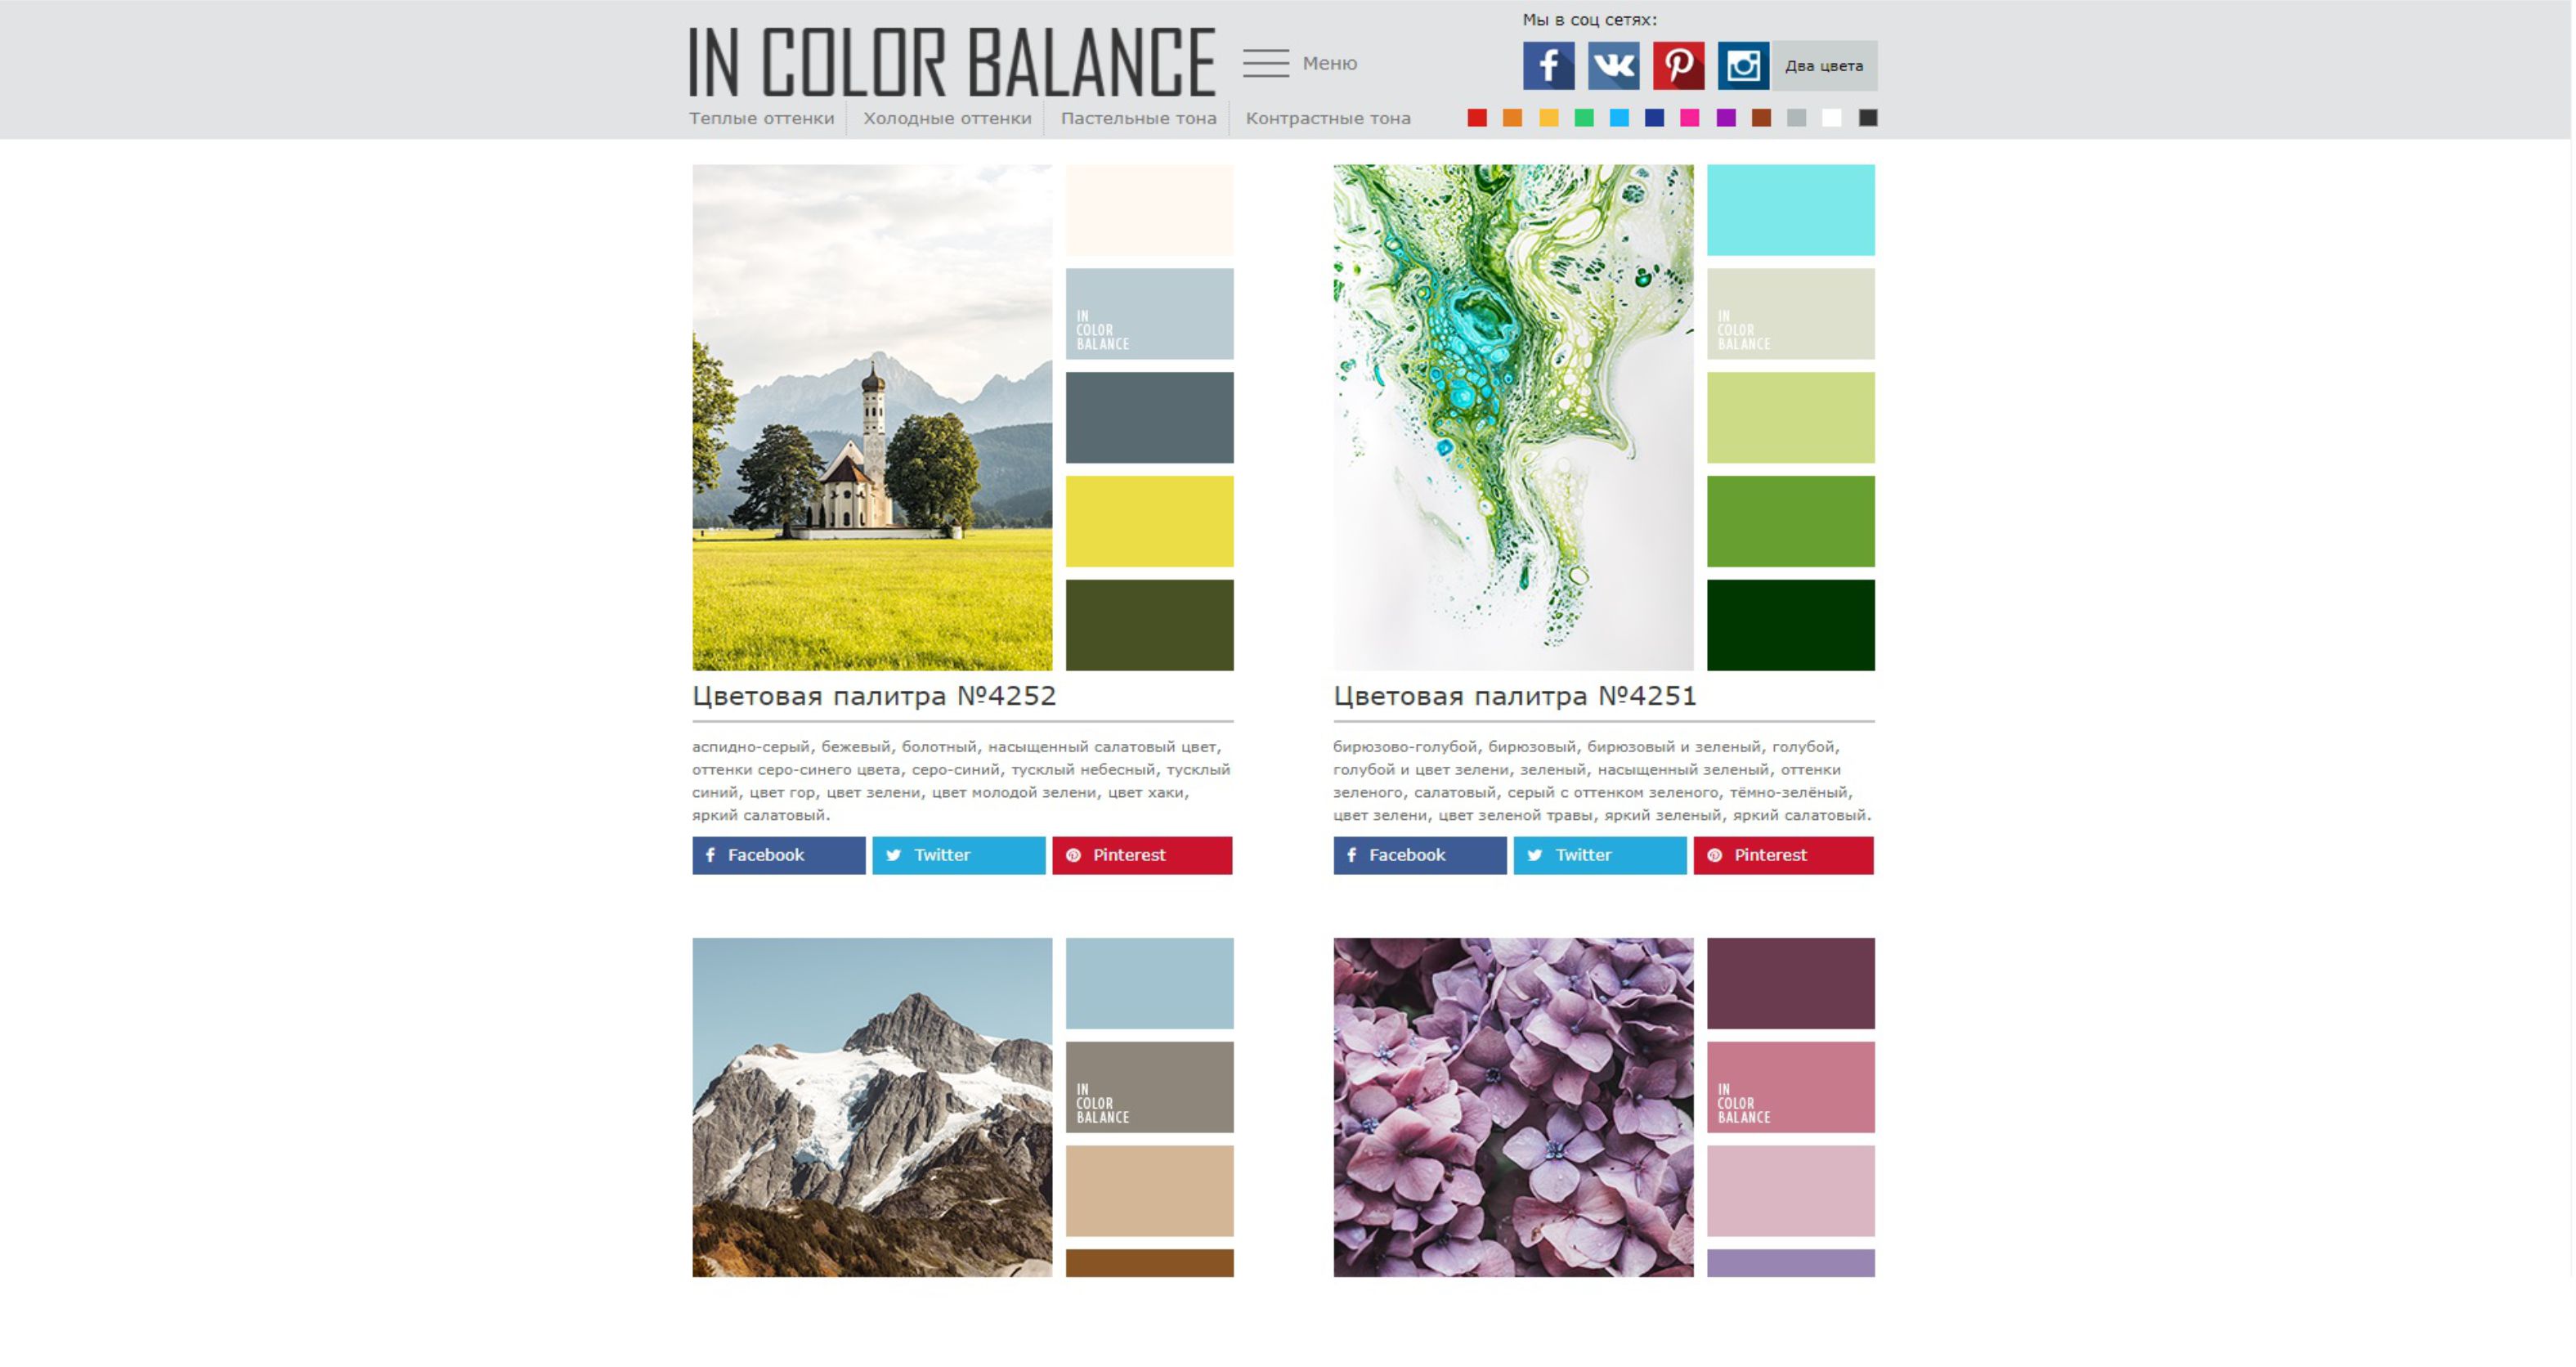 Мы в соц сетях:
IN COLOR BALANCE
Меню
Два цвета
Теплые оттенки
Холодные оттенки
Пастельные тона
Контрастные тона
IN
COLOR
BALANCE
Цветовая палитра №4252
аспидно-серый, бежевый, болотный, насыщенный салатовый цвет,
оттенки серо-синего цвета, серо-синий, тусклый небесный, тусклый
синий, цвет гор, цвет зелени, цвет молодой зелени, цвет хаки,
яркий салатовый.
Facebook
Twitter
Pinterest
IN
COLOR
BALANCE
Цветовая палитра №4251
бирюзово-голубой, бирюзовый, бирюзовый и зеленый, голубой,
голубой и цвет зелени, зеленый, насыщенный зеленый, оттенки
зеленого, салатовый, серый с оттенком зеленого, тёмно-зелёный,
цвет зелени, цвет зеленой травы, яркий зеленый, яркий салатовый.
Facebook
Twitter
Pinterest
IN
COLOR
BALANCE
IN
COLOR
BALANCE